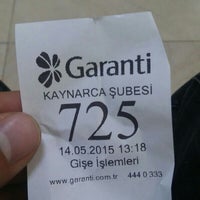 Garanti
KAYNARCA ŞUBESİ
725
14.05.2015 13:18
Gişe İşlemleri
www.garanti.com.tr 444 0 333